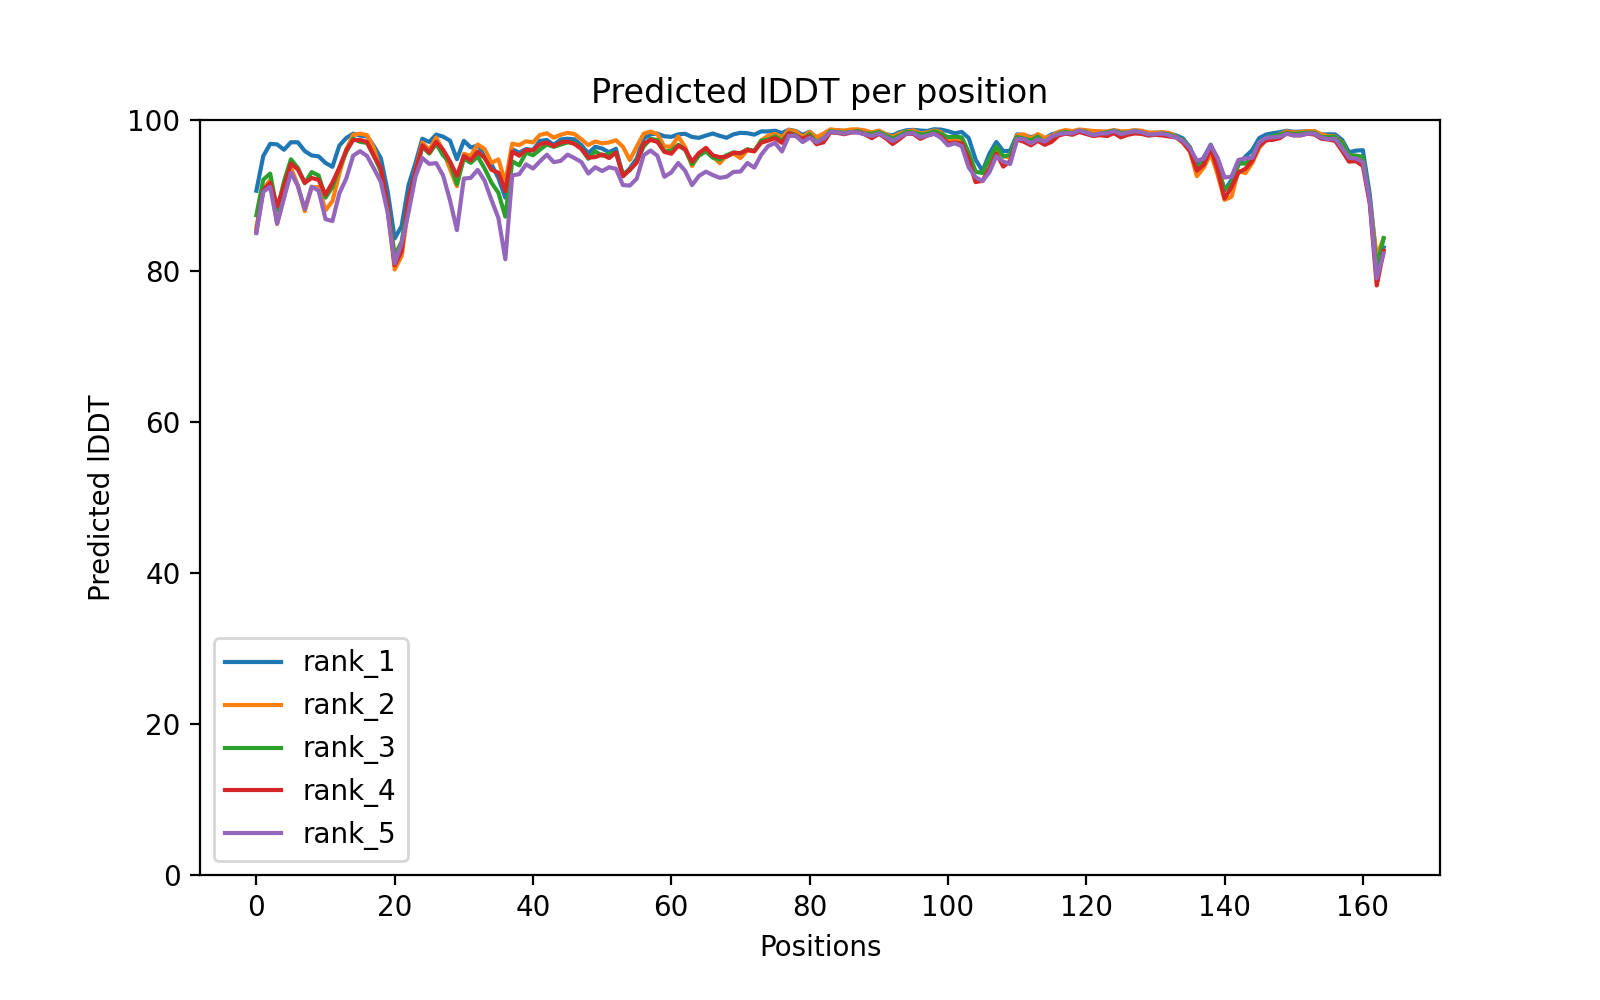 Predicted lDDT per position
100
80
60
40
20
0
Predicted lDDT
rank_1
rank_2
rank_3
rank_4
rank_5
0 20 40 60 80 100 120 140 160
Positions